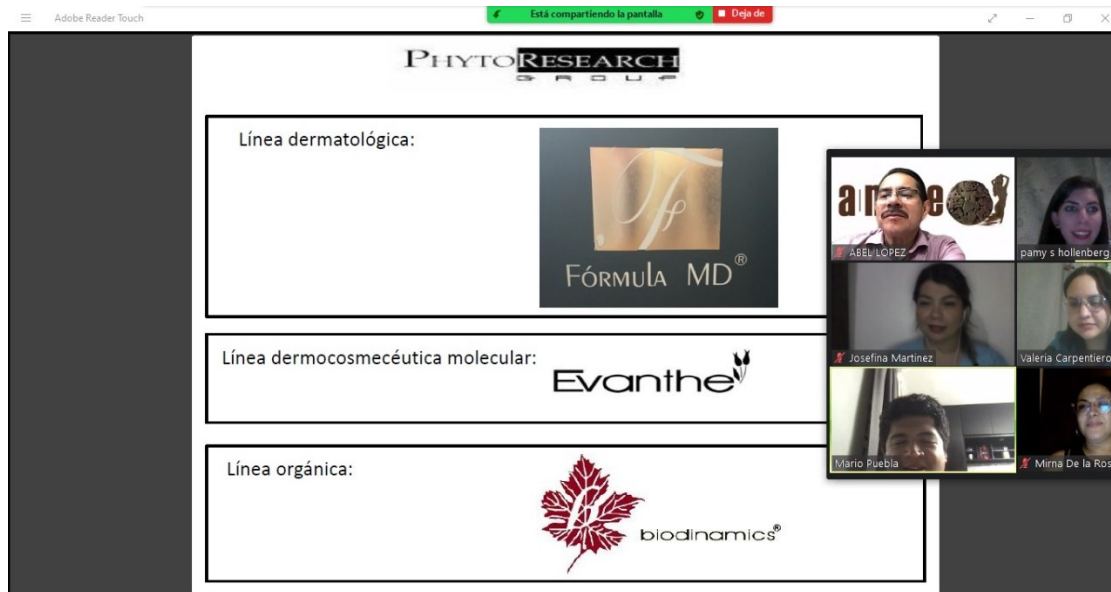 Adobe Reader Touch
Está compartiendo la pantalla
Deja de
PHYTORESEARCH
GROUP
Línea dermatológica:
FÓRMULA MD®
Línea dermocosmecéutica molecular:
Evanthe
Línea orgánica:
biodinamics®
ABEL LOPEZ
pamy s hollenberg
Josefina Martinez
Valeria Carpentiero
Mario Puebla
Mirna De la Ros